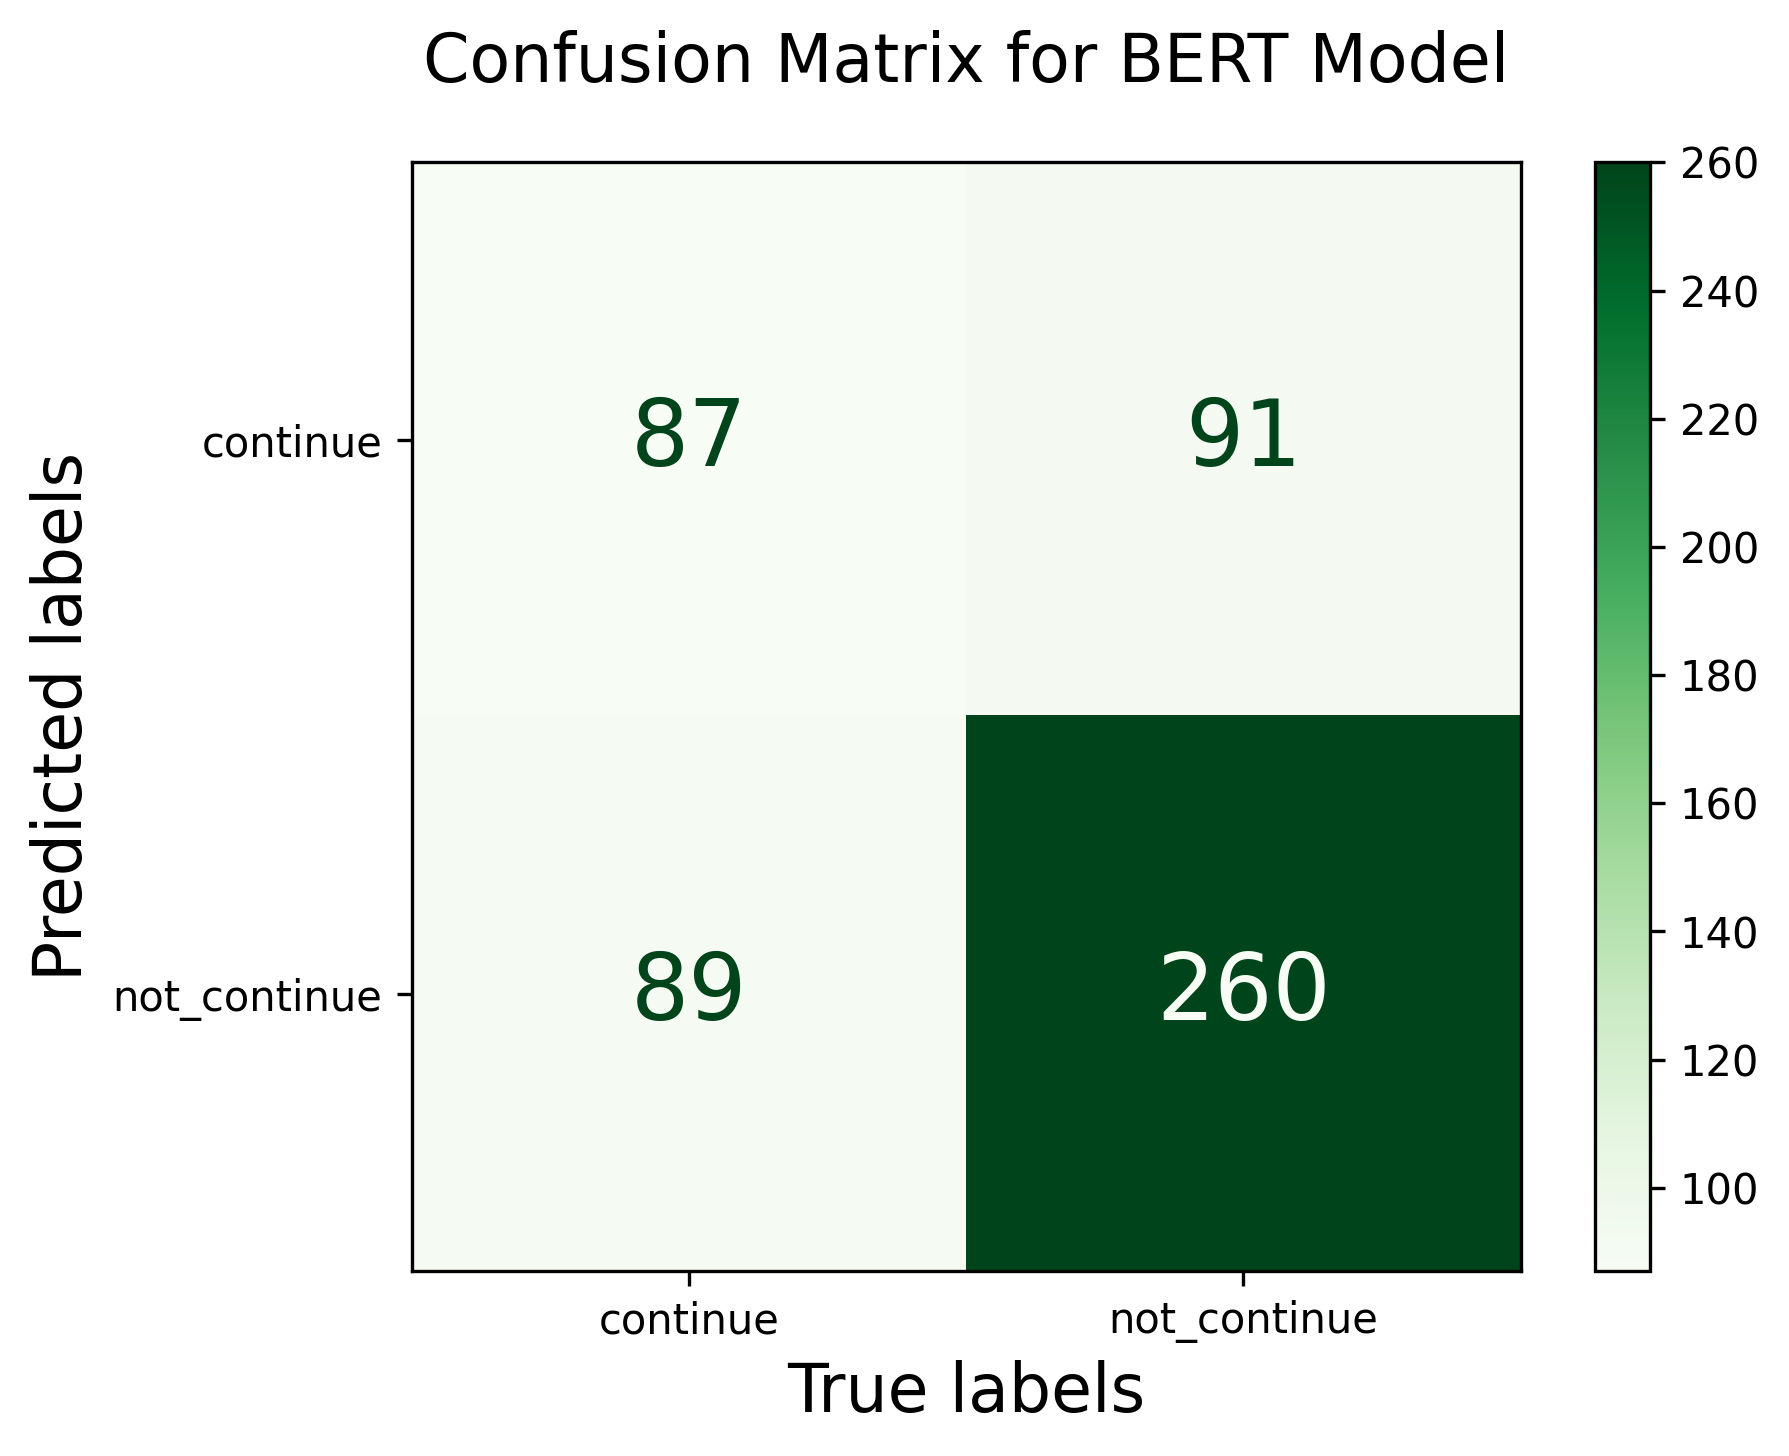 Confusion Matrix for BERT Model
Predicted labels
continue
not_continue
87
91
89
260
continue
not_continue
True labels
260
240
220
200
180
160
140
120
100